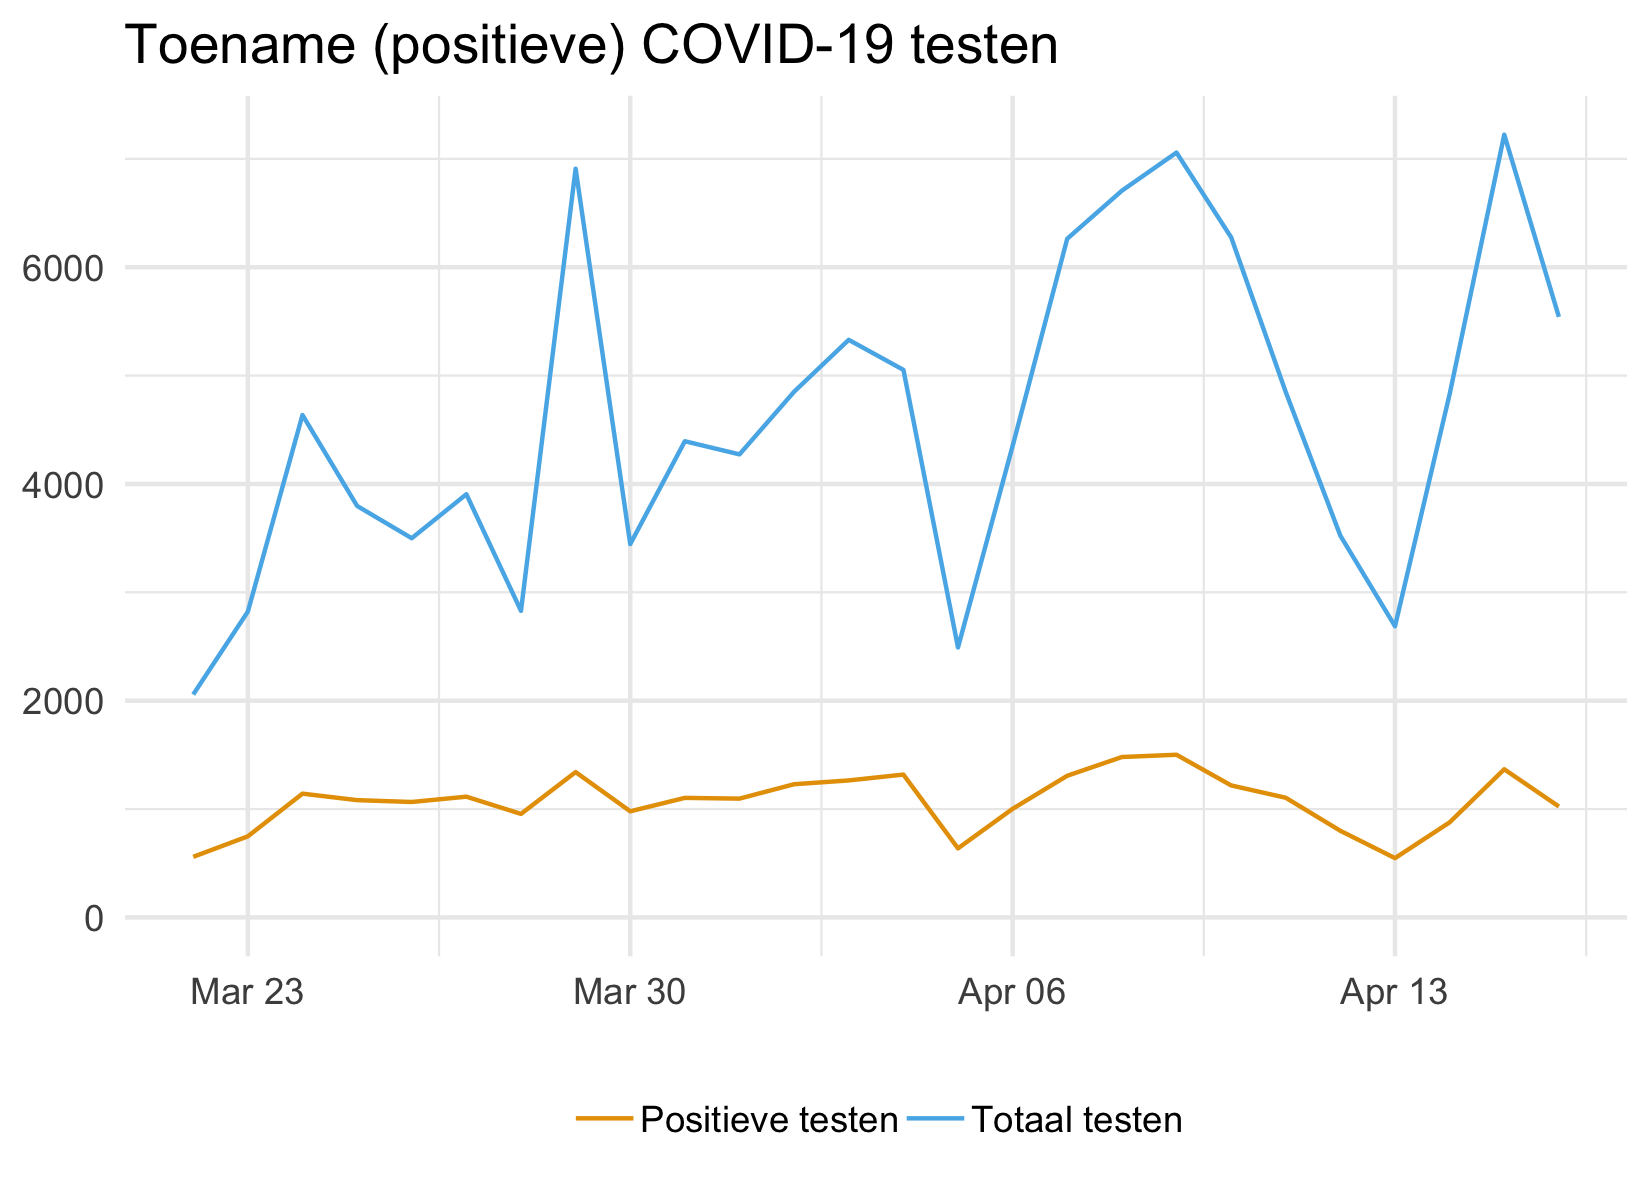 Toename (positieve) COVID-19 testen
6000
4000
2000
0
Mar 23 Mar 30 Apr 06 Apr 13
Positieve testen Totaal testen